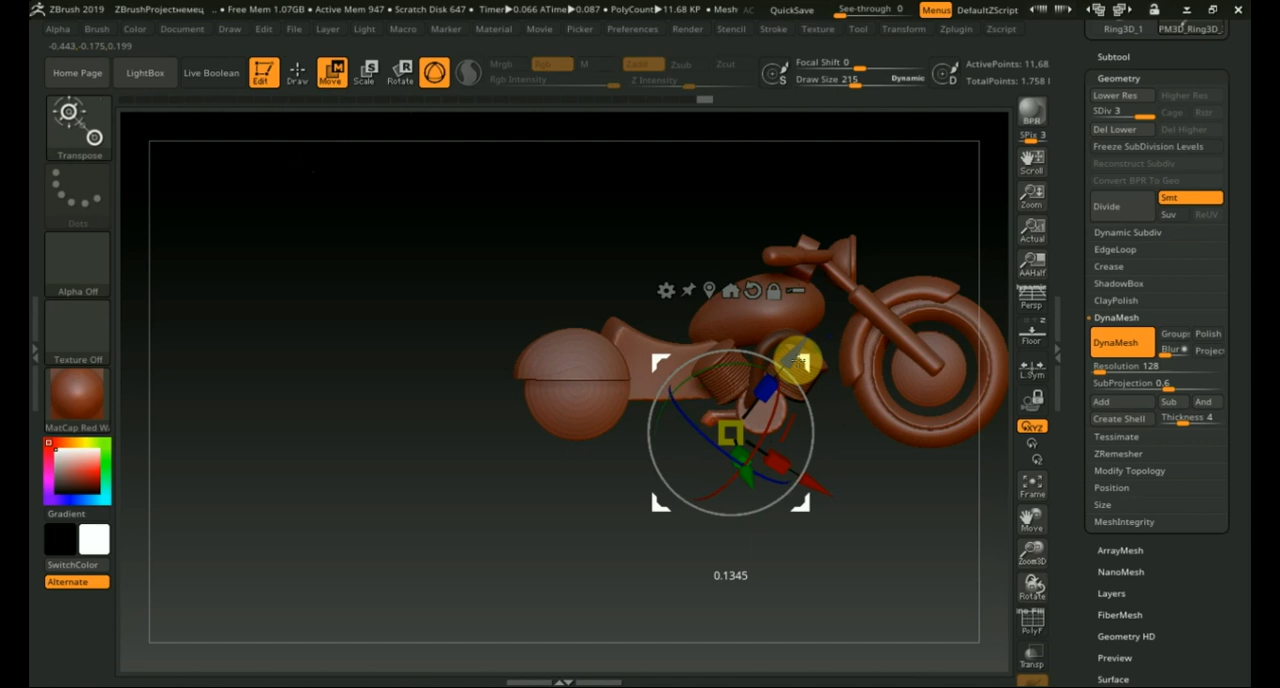 ZBrush 2019 ZBrushProjectнемец .. • Free Mem 1.07GB • Active Mem 947 • Scratch Disk 647 • Timer▶0.066 ATime▶0.087 • PolyCount▶11.68 KP • Mesh AC QuickSave See-through 0 Menus DefaultZScript
Alpha Brush Color Document Draw Edit File Layer Light Macro Marker Material Movie Picker Preferences Render Stencil Stroke Texture Tool Transform Zplugin Zscript
-0.443,-0.175,0.199
Home Page LightBox Live Boolean Edit Draw Move Scale Rotate
Mrgb Rgb M Zadd Zsub Zcut
Rgb Intensity Z Intensity
Focal Shift 0 ActivePoints: 11,68
Draw Size 215 Dynamic TotalPoints: 1.758
S D
Transpose
Dots
Alpha Off
Texture Off
MatCap Red W
Gradient
SwitchColor
Alternate
0.1345
BPR
SPix 3
Scroll
Zoom
Actual
AAHalf
Dynamic
Persp
Floor
L.Sym
XYZ
Frame
Move
Zoom3D
Rotate
PolyF
Transp
Ring3D_1 PM3D_Ring3D_
Subtool
Geometry
Lower Res Higher Res
SDiv 3 Cage Rstr
Del Lower Del Higher
Freeze SubDivision Levels
Reconstruct Subdiv
Convert BPR To Geo
Divide Smt
Suv ReUV
Dynamic Subdiv
EdgeLoop
Crease
ShadowBox
ClayPolish
DynaMesh
DynaMesh Groups Polish
Blur Project
Resolution 128
SubProjection 0.6
Add Sub And
Create Shell Thickness 4
Tessimate
ZRemesher
Modify Topology
Position
Size
MeshIntegrity
ArrayMesh
NanoMesh
Layers
FiberMesh
Geometry HD
Preview
Surface